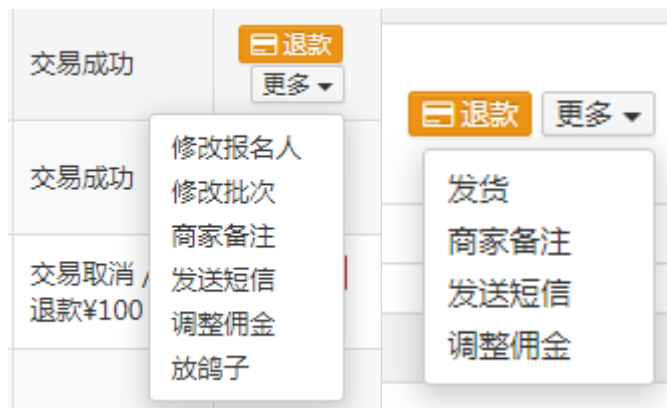 交易成功
退款
更多
交易成功
交易取消 /
退款¥100
修改报名人
修改批次
商家备注
发送短信
调整佣金
放鸽子
退款
更多
发货
商家备注
发送短信
调整佣金